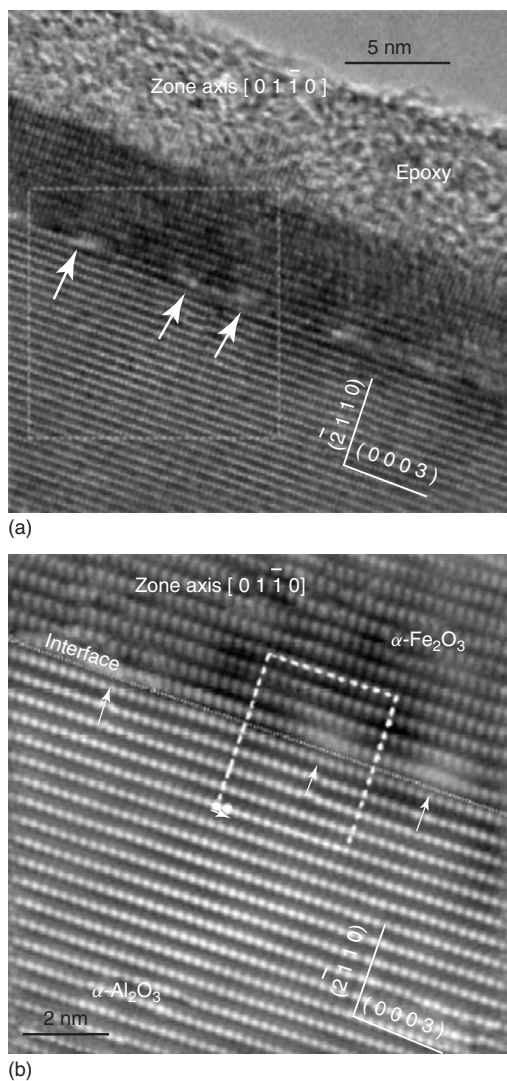 5 nm
Zone axis [ 0 1 1̅ 0 ]
Epoxy
(2̅ 1 1 0)
(0 0 0 3)
(a)
Zone axis [ 0 1 1̅ 0]
α-Fe₂O₃
Interface
(2̅ 1 1 0)
(0 0 0 3)
α-Al₂O₃
2 nm
(b)